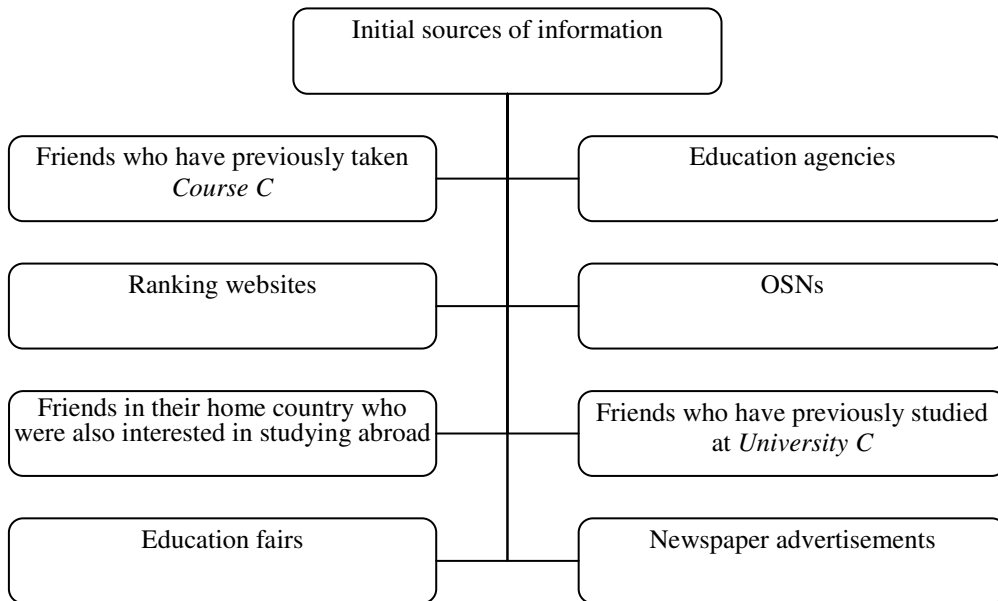 Initial sources of information
Friends who have previously taken
Course C
Education agencies
Ranking websites
OSNs
Friends in their home country who
were also interested in studying abroad
Friends who have previously studied
at University C
Education fairs
Newspaper advertisements